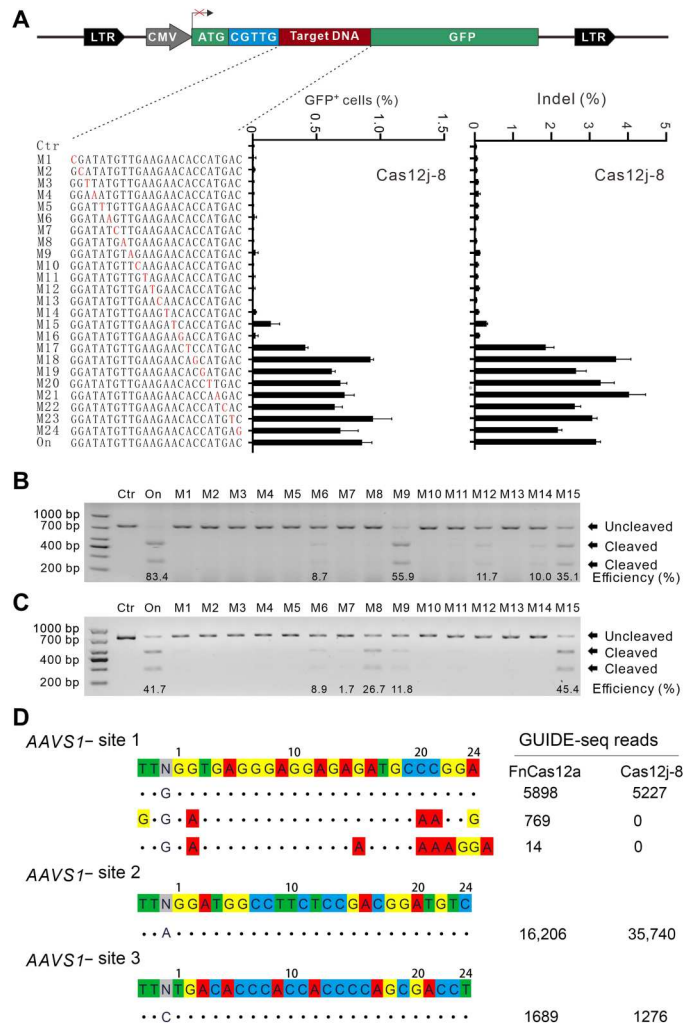 A
LTR CMV ATG CGTTG Target DNA GFP LTR
GFP+ cells (%) Indel (%)
0 0.5 1.0 1.5 0 1 2 3 4 5
Cas12j-8 Cas12j-8
Ctr
M1 CGATATGTTGAAGAACACCATGAC
M2 GCATATGTTGAAGAACACCATGAC
M3 GGTTATGTTGAAGAACACCATGAC
M4 GGAAATGTTGAAGAACACCATGAC
M5 GGATTTGTTGAAGAACACCATGAC
M6 GGATAAGTTGAAGAACACCATGAC
M7 GGATATCTTGAAGAACACCATGAC
M8 GGATATGATGAAGAACACCATGAC
M9 GGATATGTAGAAGAACACCATGAC
M10 GGATATGTTCAAGAACACCATGAC
M11 GGATATGTTGTAGAACACCATGAC
M12 GGATATGTTGATGAACACCATGAC
M13 GGATATGTTGAACAACACCATGAC
M14 GGATATGTTGAAGTACACCATGAC
M15 GGATATGTTGAAGATCACCATGAC
M16 GGATATGTTGAAGAAGACCATGAC
M17 GGATATGTTGAAGAACTCCATGAC
M18 GGATATGTTGAAGAACAGCATGAC
M19 GGATATGTTGAAGAACACGATGAC
M20 GGATATGTTGAAGAACACCTTGAC
M21 GGATATGTTGAAGAACACCAAGAC
M22 GGATATGTTGAAGAACACCATCAC
M23 GGATATGTTGAAGAACACCATGTC
M24 GGATATGTTGAAGAACACCATGAG
On GGATATGTTGAAGAACACCATGAC
B
Ctr On M1 M2 M3 M4 M5 M6 M7 M8 M9 M10 M11 M12 M13 M14 M15
1000 bp
700 bp Uncleaved
400 bp Cleaved
200 bp Cleaved
83.4 8.7 55.9 11.7 10.0 35.1 Efficiency (%)
C
Ctr On M1 M2 M3 M4 M5 M6 M7 M8 M9 M10 M11 M12 M13 M14 M15
1000 bp
700 bp Uncleaved
400 bp Cleaved
Cleaved
200 bp
41.7 8.9 1.7 26.7 11.8 45.4 Efficiency (%)
D
AAVS1– site 1 GUIDE-seq reads
1 10 20 24 FnCas12a Cas12j-8
TTNGGTGAGGGAGGAGAGATGCCCGGA
· · G · · · · · · · · · · · · · · · · · · · · · · · · 5898 5227
G · G · A · · · · · · · · · · · · · · · · · · A A · · G 769 0
· · G · A · · · · · · · · · · · · · A · · · · A A A G G A 14 0
AAVS1– site 2
1 10 20 24
TTNGGATGGCCTTCTCCGACGGATGTC
· · A · · · · · · · · · · · · · · · · · · · · · · · · 16,206 35,740
AAVS1– site 3
1 10 20 24
TTNTGACACCCACCACCCCAGCGACCT
· · C · · · · · · · · · · · · · · · · · · · · · · · · 1689 1276